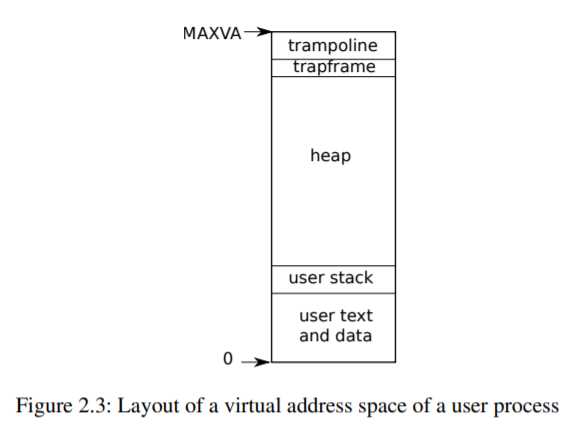 MAXVA
trampoline
trapframe
heap
user stack
user text
and data
0
Figure 2.3: Layout of a virtual address space of a user process